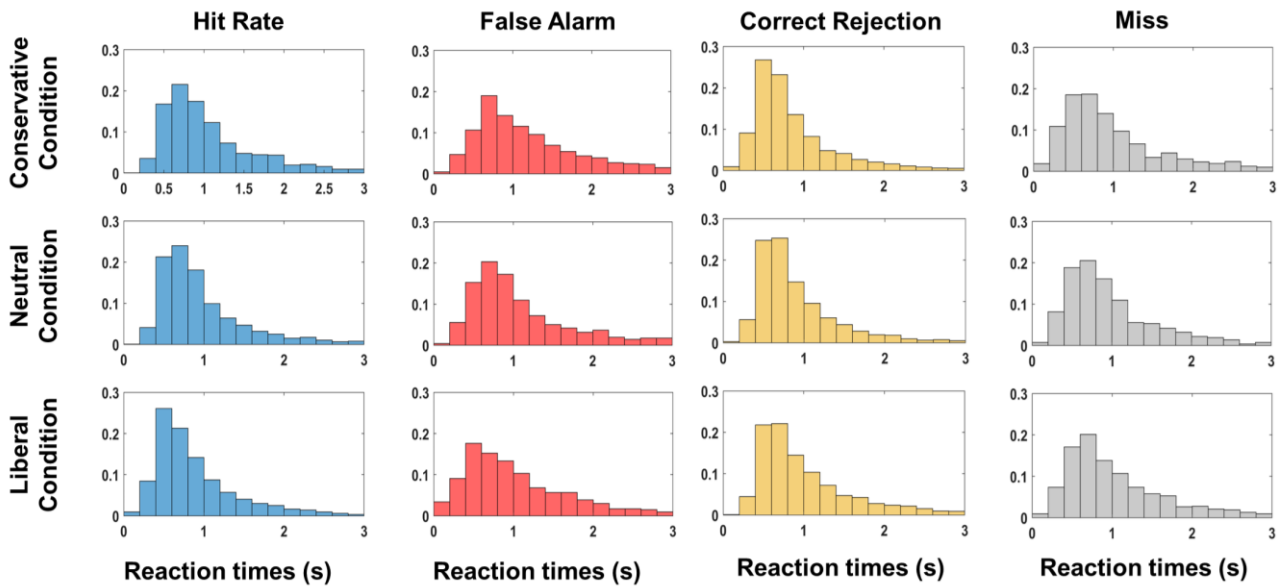 Hit Rate False Alarm Correct Rejection Miss
Conservative
Condition
0.3 0.2 0.1 0
0 0.5 1 1.5 2 2.5 3
0.3 0.2 0.1 0
1 2 3
0.3 0.2 0.1 0
0 1 2 3
0.3 0.2 0.1 0
0 1 2 3
Neutral
Condition
0.3 0.2 0.1 0
0 1 2 3
0.3 0.2 0.1 0
1 2 3
0.3 0.2 0.1 0
0 1 2 3
0.3 0.2 0.1 0
0 1 2 3
Liberal
Condition
0.3 0.2 0.1 0
0 1 2 3
0.3 0.2 0.1 0
0 1 2 3
0.3 0.2 0.1 0
0 1 2 3
0.3 0.2 0.1 0
0 1 2 3
Reaction times (s) Reaction times (s) Reaction times (s) Reaction times (s)